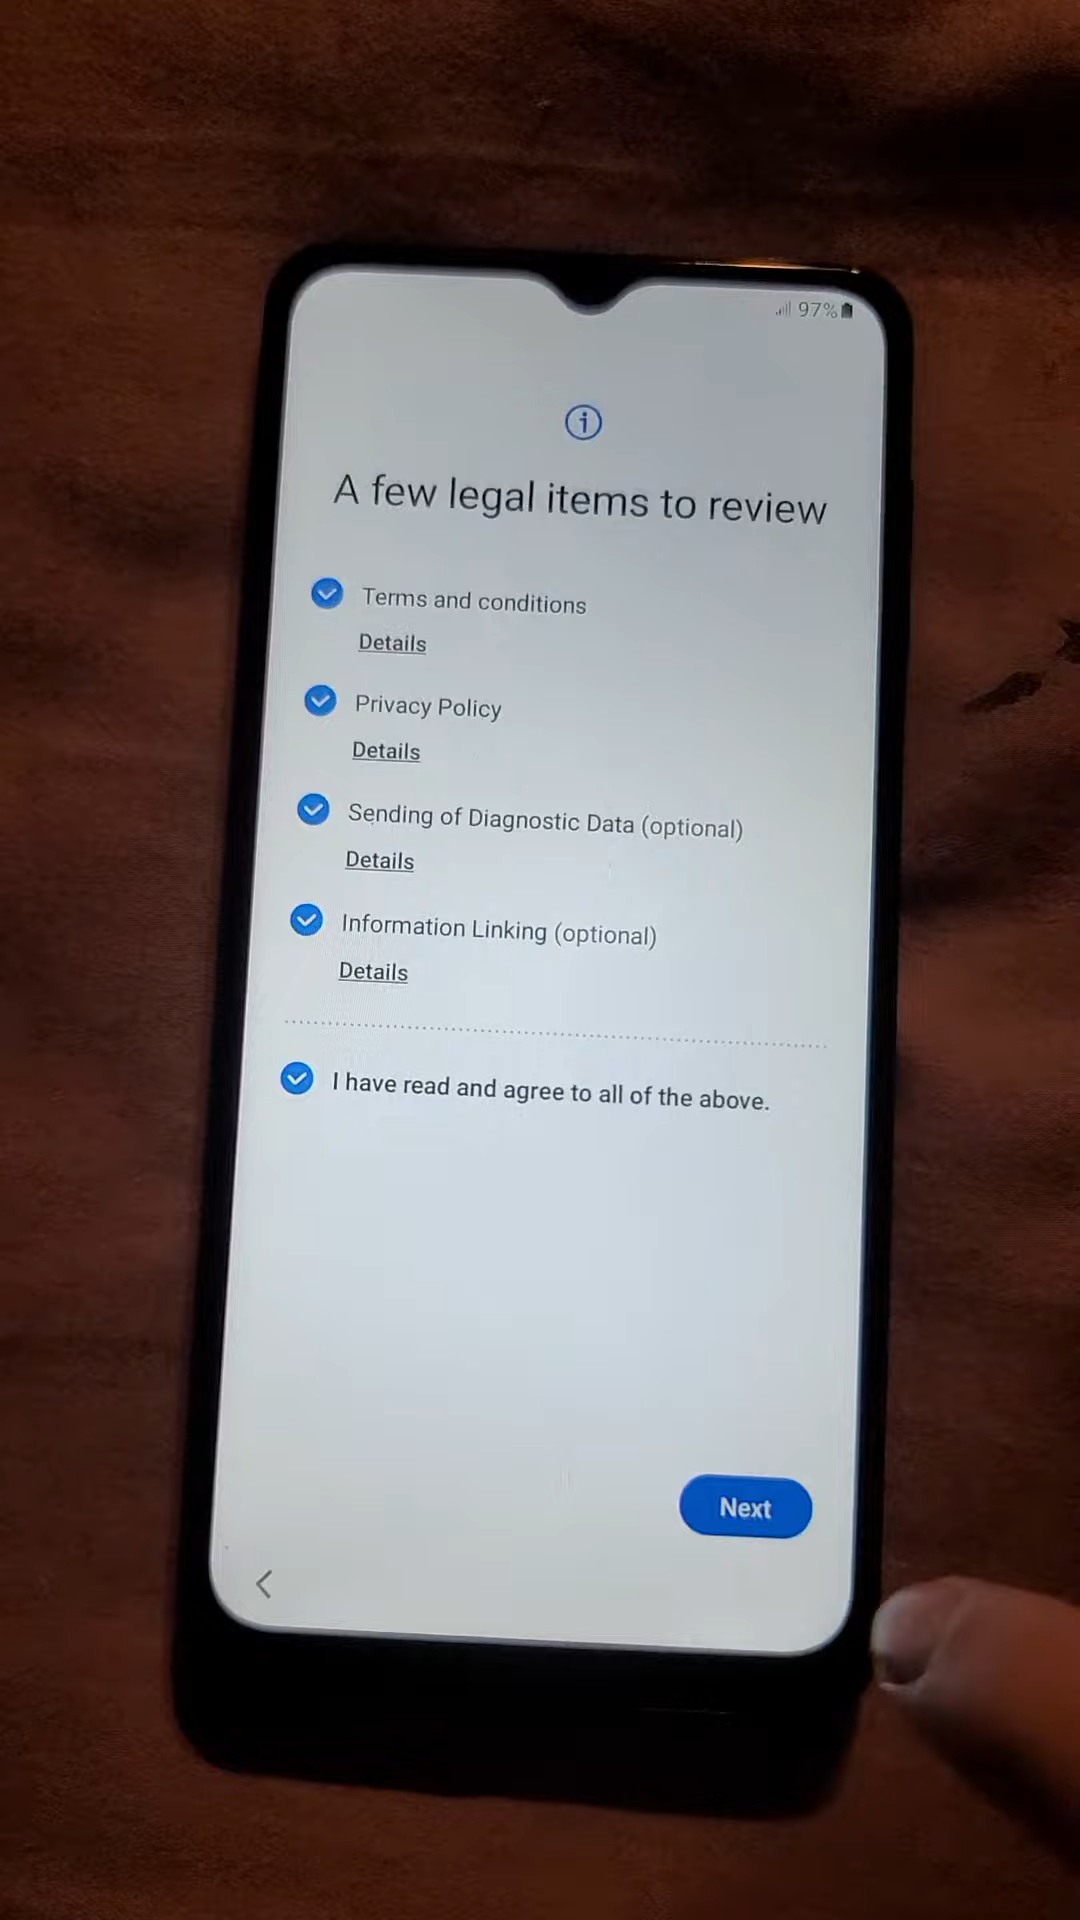 97%
A few legal items to review
Terms and conditions
Details
Privacy Policy
Details
Sending of Diagnostic Data (optional)
Details
Information Linking (optional)
Details
I have read and agree to all of the above.
Next